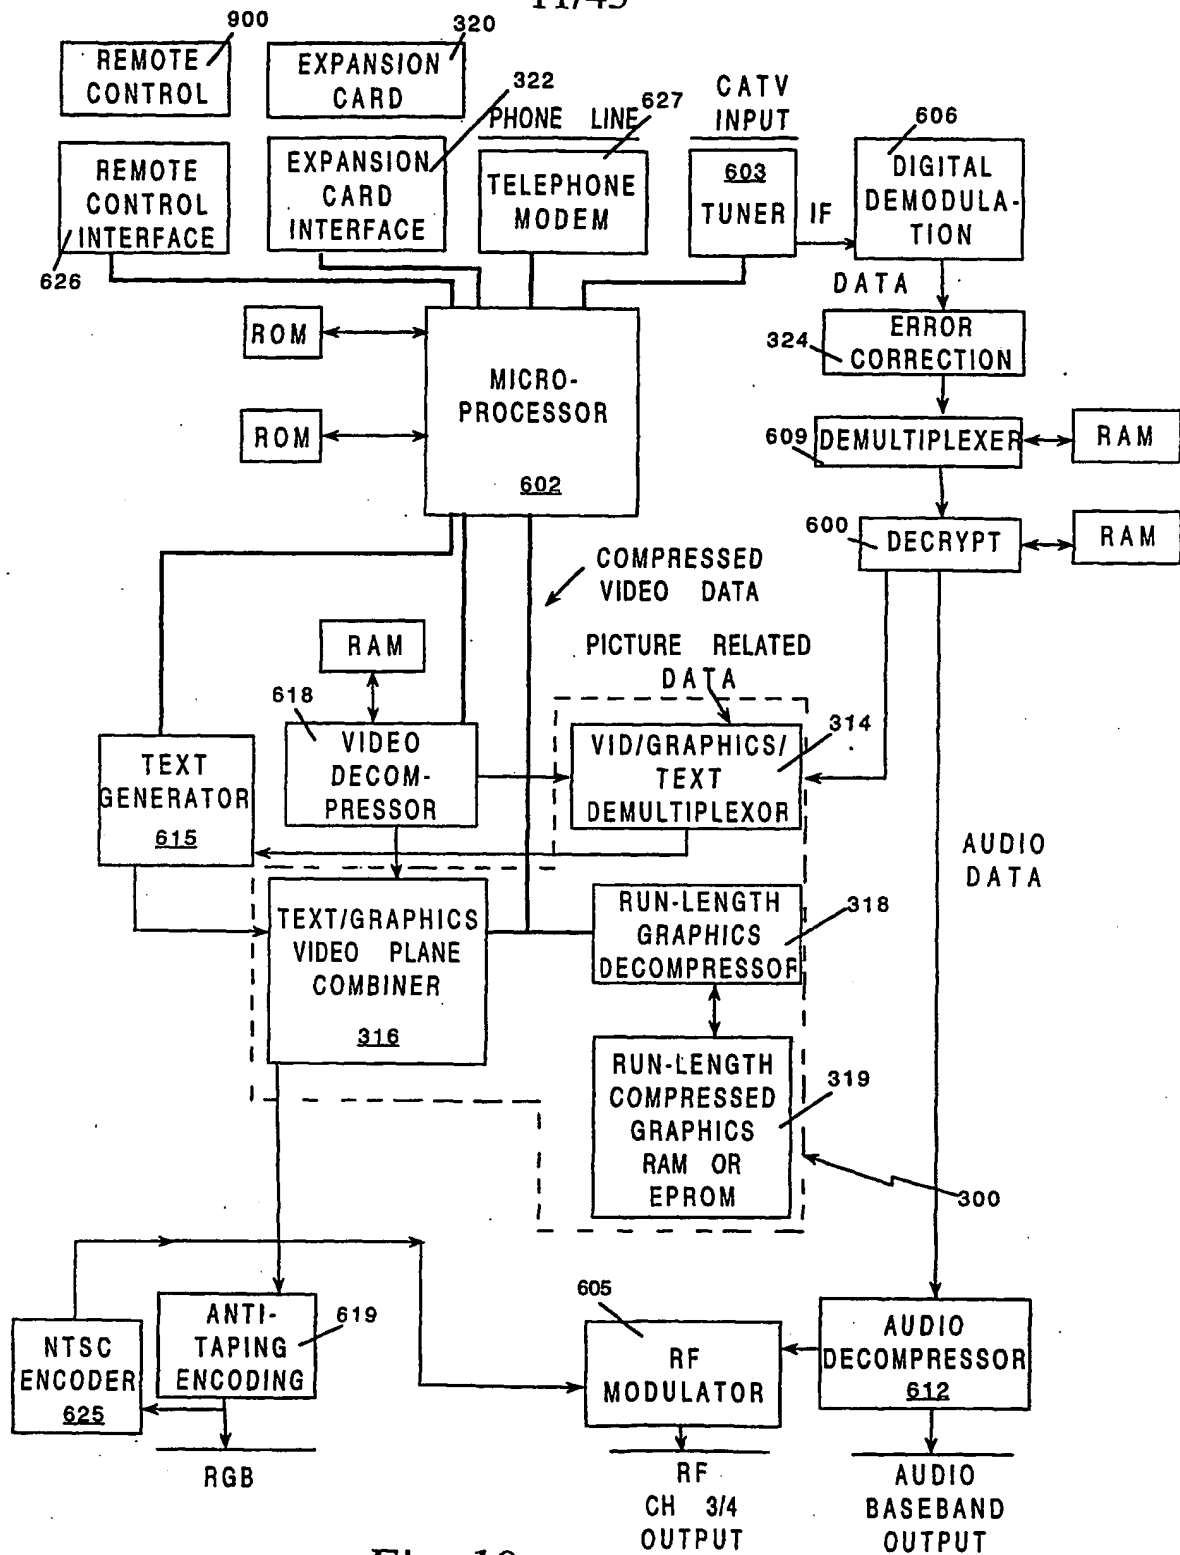 11/45
900
320
REMOTE
CONTROL
EXPANSION
CARD
322
PHONE LINE
627
CATV
INPUT
606
REMOTE
CONTROL
INTERFACE
626
EXPANSION
CARD
INTERFACE
TELEPHONE
MODEM
603
TUNER
IF
DIGITAL
DEMODULA-
TION
DATA
ROM
ROM
MICRO-
PROCESSOR
602
324
ERROR
CORRECTION
609
DEMULTIPLEXER
RAM
600
DECRYPT
RAM
COMPRESSED
VIDEO DATA
PICTURE RELATED
DATA
RAM
618
VIDEO
DECOM-
PRESSOR
314
VID/GRAPHICS/
TEXT
DEMULTIPLEXOR
TEXT
GENERATOR
615
AUDIO
DATA
TEXT/GRAPHICS
VIDEO PLANE
COMBINER
316
RUN-LENGTH
GRAPHICS
DECOMPRESSOR
318
RUN-LENGTH
COMPRESSED
GRAPHICS
RAM OR
EPROM
319
300
NTSC
ENCODER
625
ANTI-
TAPING
ENCODING
619
605
RF
MODULATOR
AUDIO
DECOMPRESSOR
612
RGB
RF
CH 3/4
OUTPUT
AUDIO
BASEBAND
OUTPUT